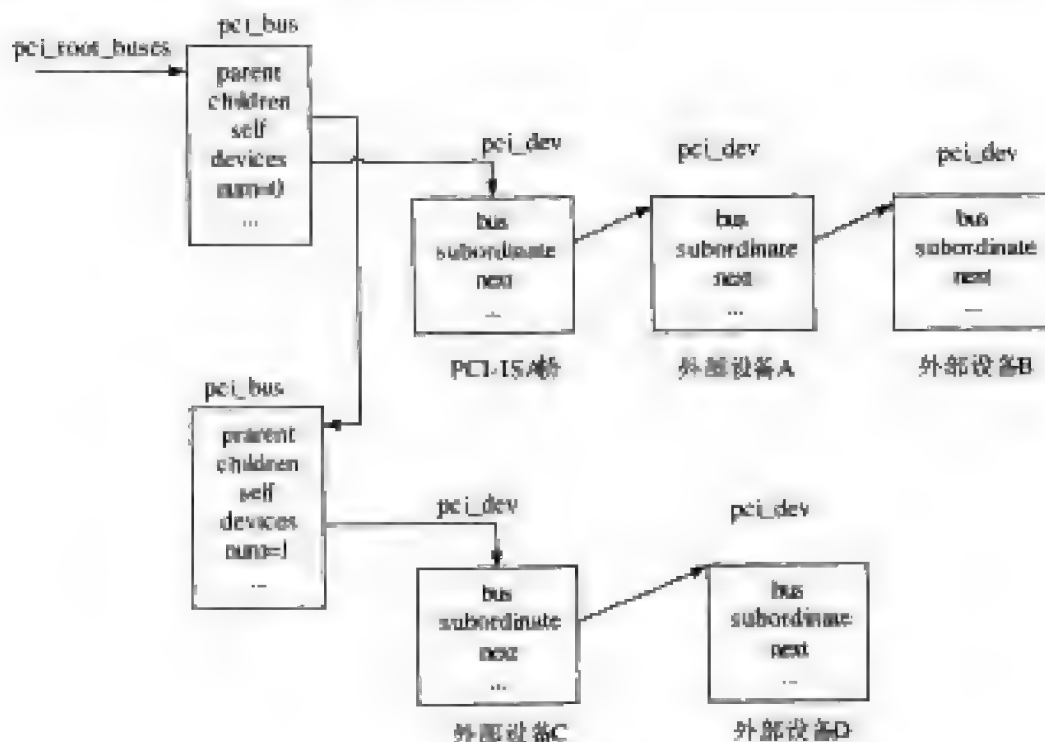 pci_bus
pci_root_buses
parent
children
self
devices
num=0
...
pci_dev
bus
subordinate
next
...
PCI-ISA桥
pci_dev
bus
subordinate
next
...
外部设备A
pci_dev
bus
subordinate
next
...
外部设备B
pci_bus
prarent
children
self
devices
num=1
...
pci_dev
bus
subordinate
next
...
外部设备C
pci_dev
bus
subordinate
next
...
外部设备D